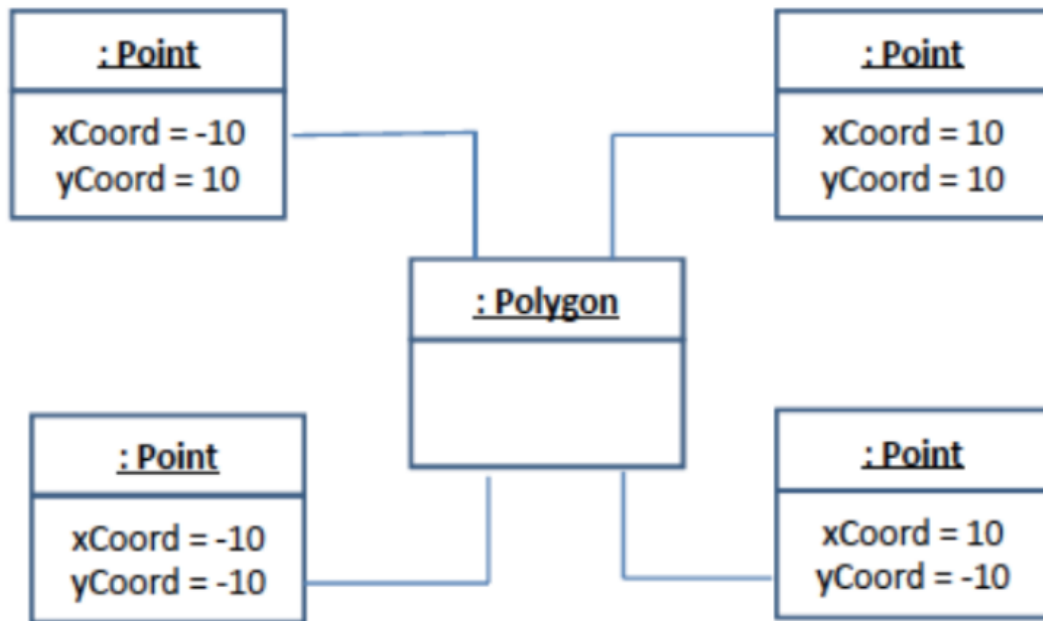 : Point
xCoord = -10
yCoord = 10
: Point
xCoord = 10
yCoord = 10
: Polygon
: Point
xCoord = -10
yCoord = -10
: Point
xCoord = 10
yCoord = -10